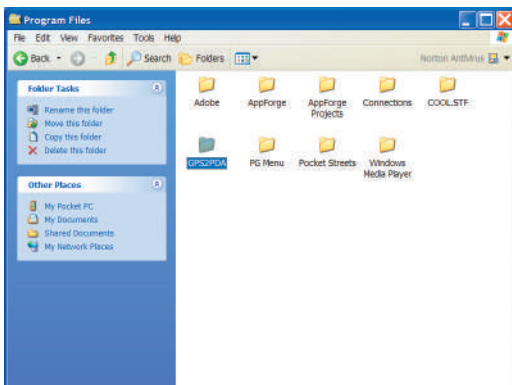 Program Files
File Edit View Favorites Tools Help
Back Search Folders Norton AntiVirus
Folder Tasks
Rename this folder
Move this folder
Copy this folder
Delete this folder
Other Places
My Pocket PC
My Documents
Shared Documents
My Network Places
Adobe AppForge AppForge Projects Connections COOL.STF
GPS2PDA PG Menu Pocket Streets Windows Media Player